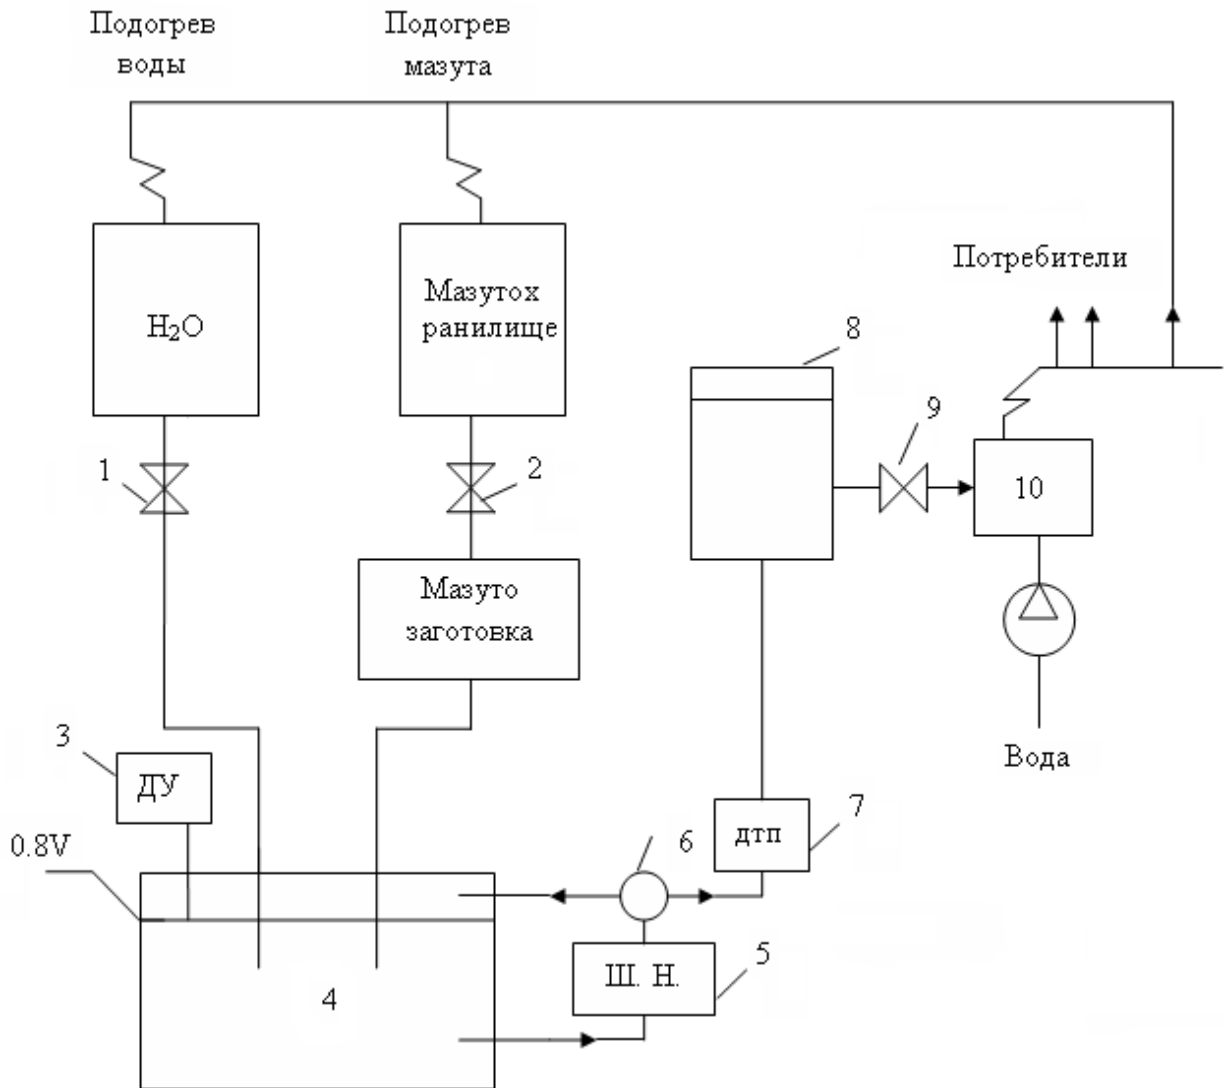 Подогрев
воды
Подогрев
мазута
H₂O
Мазутох
ранилище
Потребители
8
9
1
2
10
Мазуто
заготовка
3
ДУ
Вода
0.8V
6
7
дтп
Ш. Н.
5
4